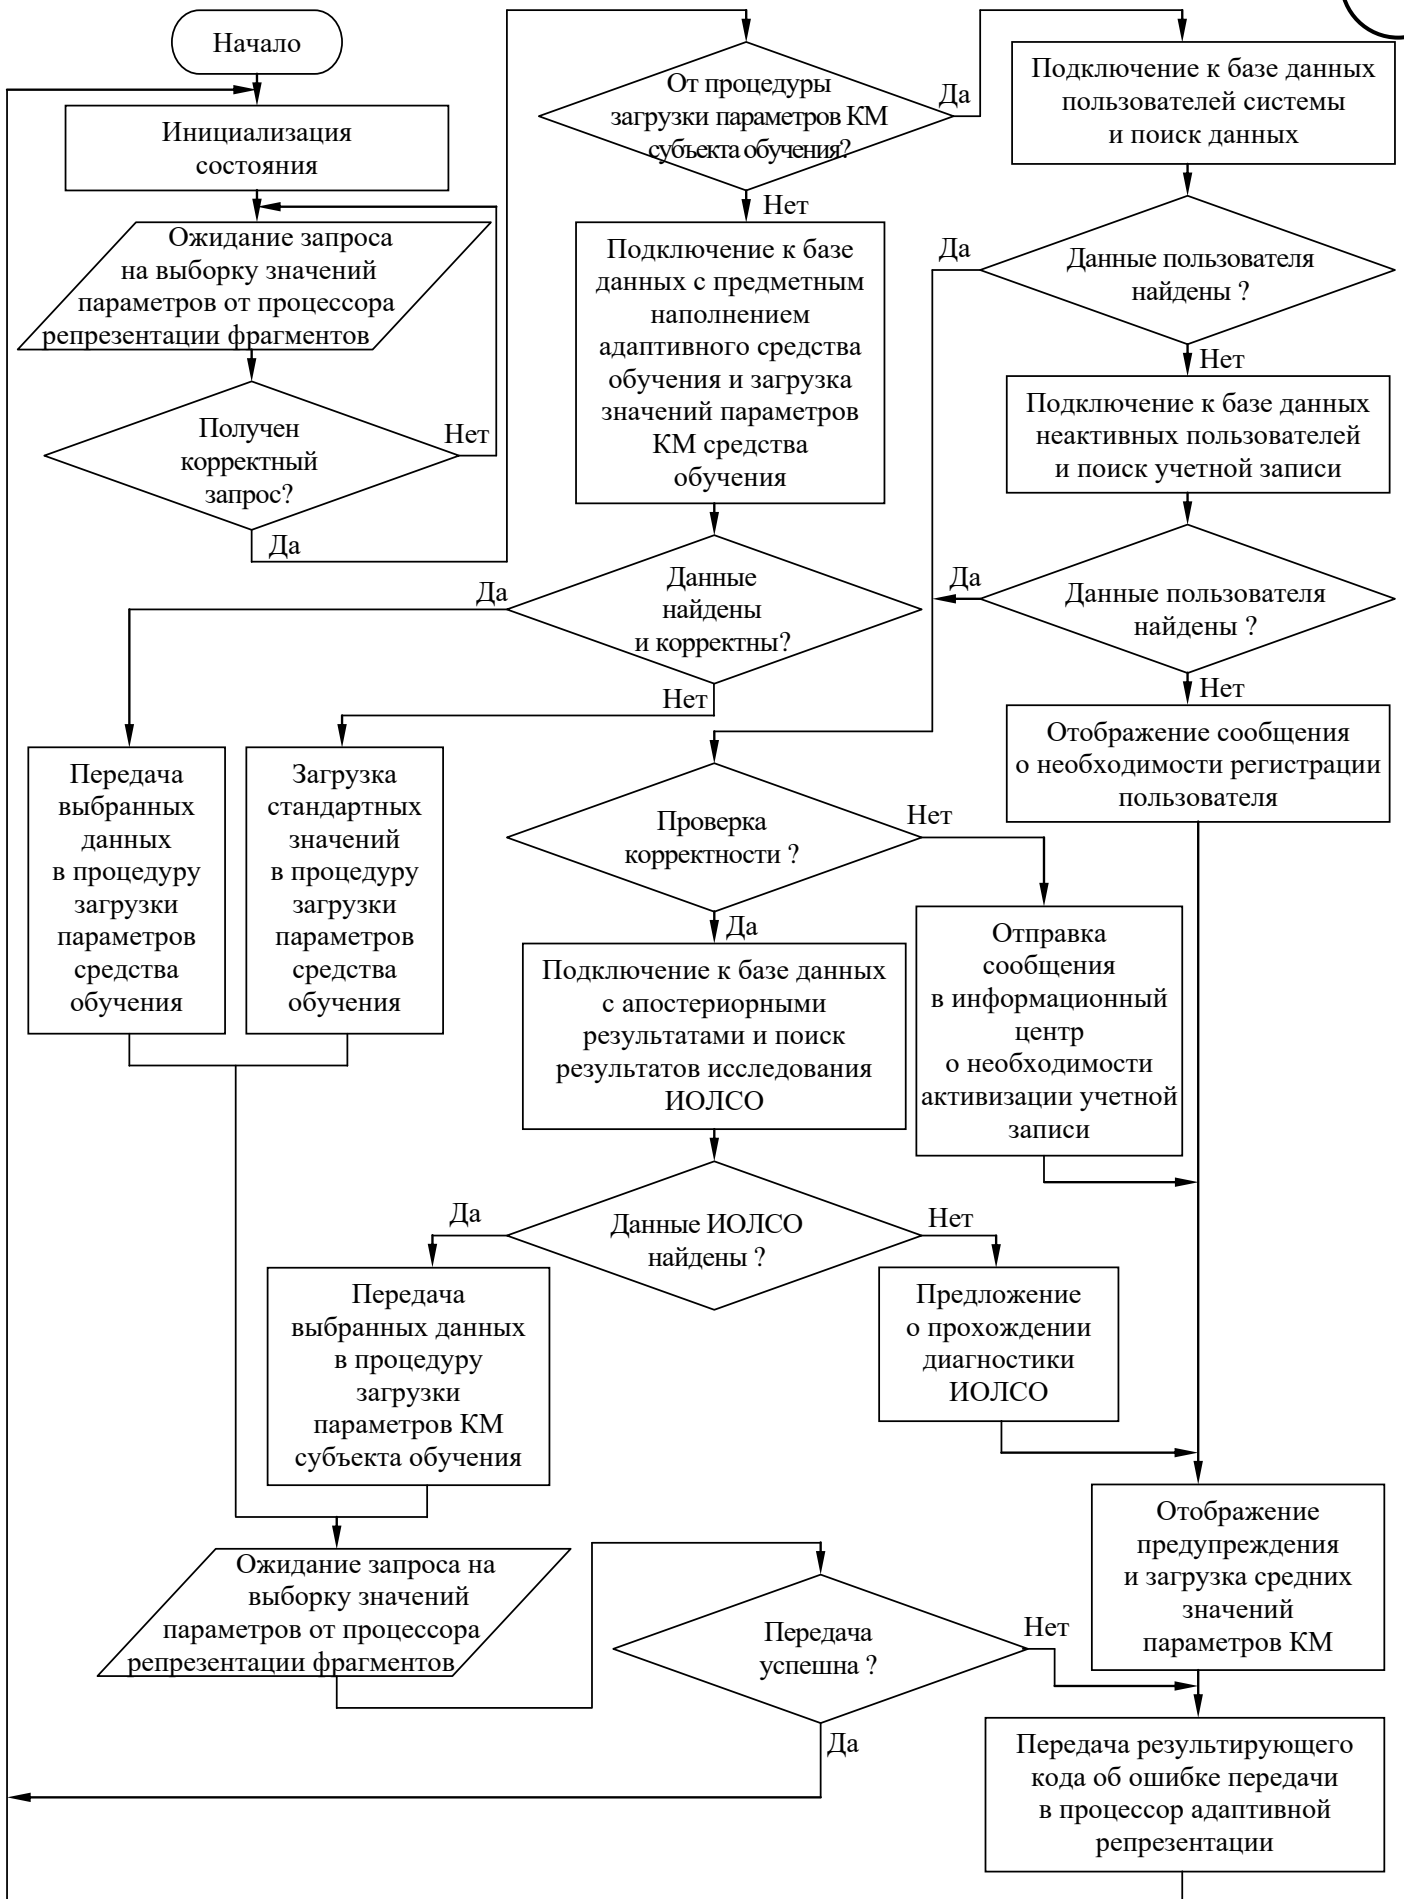 Начало
Инициализация
состояния
Ожидание запроса
на выборку значений
параметров от процессора
репрезентации фрагментов
Получен
корректный
запрос?
Нет
Да
От процедуры
загрузки параметров КМ
субъекта обучения?
Да
Нет
Подключение к базе данных
пользователей системы
и поиск данных
Подключение к базе
данных с предметным
наполнением
адаптивного средства
обучения и загрузка
значений параметров
КМ средства
обучения
Да
Данные пользователя
найдены ?
Нет
Подключение к базе данных
неактивных пользователей
и поиск учетной записи
Да
Данные
найдены
и корректны?
Нет
Да
Данные пользователя
найдены ?
Нет
Отображение сообщения
о необходимости регистрации
пользователя
Передача
выбранных
данных
в процедуру
загрузки
параметров
средства
обучения
Загрузка
стандартных
значений
в процедуру
загрузки
параметров
средства
обучения
Проверка
корректности ?
Нет
Да
Подключение к базе данных
с апостериорными
результатами и поиск
результатов исследования
ИОЛСО
Отправка
сообщения
в информационный
центр
о необходимости
активизации учетной
записи
Да
Данные ИОЛСО
найдены ?
Нет
Передача
выбранных данных
в процедуру
загрузки
параметров КМ
субъекта обучения
Предложение
о прохождении
диагностики
ИОЛСО
Отображение
предупреждения
и загрузка средних
значений
параметров КМ
Ожидание запроса на
выборку значений
параметров от процессора
репрезентации фрагментов
Передача
успешна ?
Нет
Да
Передача результирующего
кода об ошибке передачи
в процессор адаптивной
репрезентации